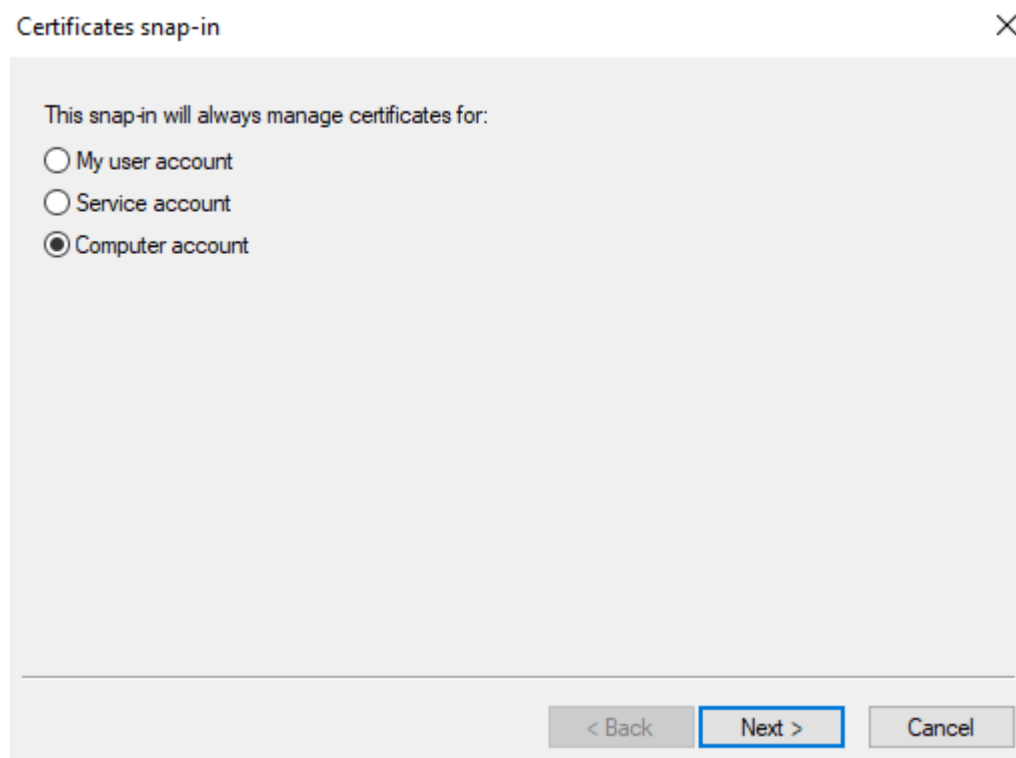 Certificates snap-in
This snap-in will always manage certificates for:
My user account
Service account
Computer account
< Back Next > Cancel